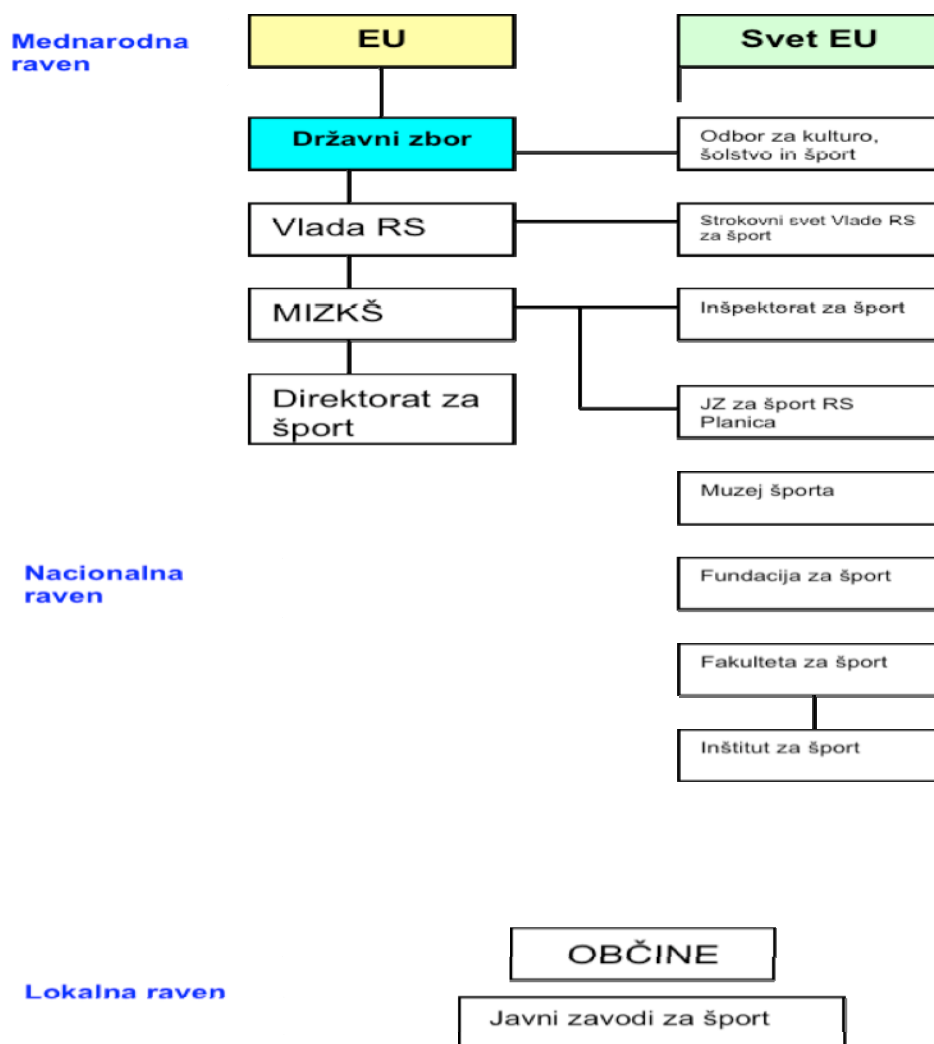 Mednarodna
raven
EU
Svet EU
Državni zbor
Odbor za kulturo,
šolstvo in šport
Vlada RS
Strokovni svet Vlade RS
za šport
MIZKŠ
Inšpektorat za šport
Direktorat za
šport
JZ za šport RS
Planica
Muzej športa
Nacionalna
raven
Fundacija za šport
Fakulteta za šport
Inštitut za šport
OBČINE
Lokalna raven
Javni zavodi za šport